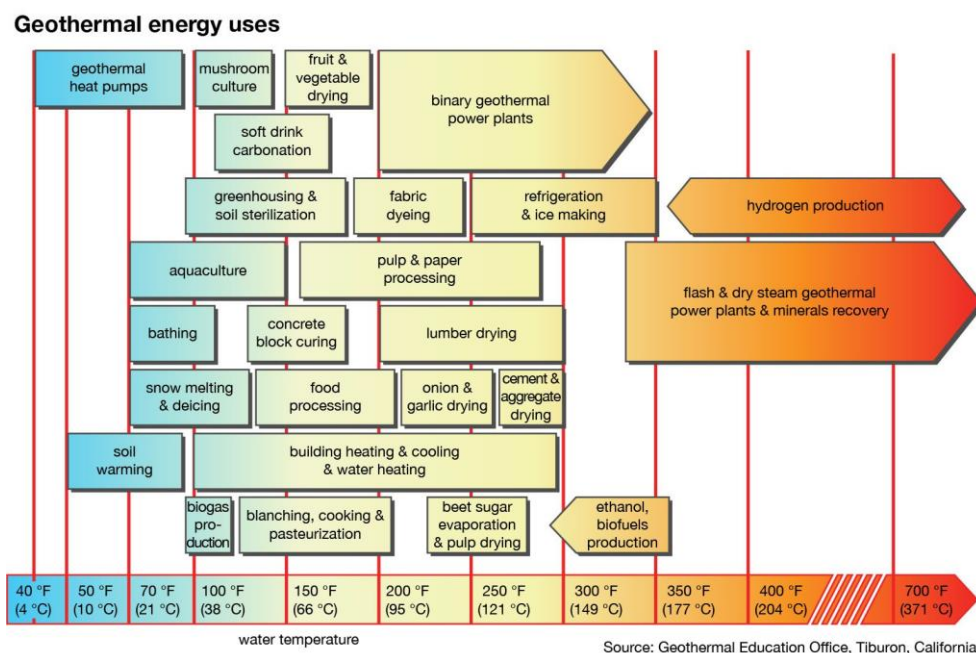 Geothermal energy uses
geothermal
heat pumps
mushroom
culture
fruit &
vegetable
drying
binary geothermal
power plants
soft drink
carbonation
greenhousing &
soil sterilization
fabric
dyeing
refrigeration
& ice making
hydrogen production
aquaculture
pulp & paper
processing
flash & dry steam geothermal
power plants & minerals recovery
bathing
concrete
block curing
lumber drying
snow melting
& deicing
food
processing
onion &
garlic drying
cement &
aggregate
drying
soil
warming
building heating & cooling
& water heating
biogas
pro-
duction
blanching, cooking &
pasteurization
beet sugar
evaporation
& pulp drying
ethanol,
biofuels
production
40 °F
(4 °C)
50 °F
(10 °C)
70 °F
(21 °C)
100 °F
(38 °C)
150 °F
(66 °C)
200 °F
(95 °C)
250 °F
(121 °C)
300 °F
(149 °C)
350 °F
(177 °C)
400 °F
(204 °C)
700 °F
(371 °C)
water temperature
Source: Geothermal Education Office, Tiburon, California